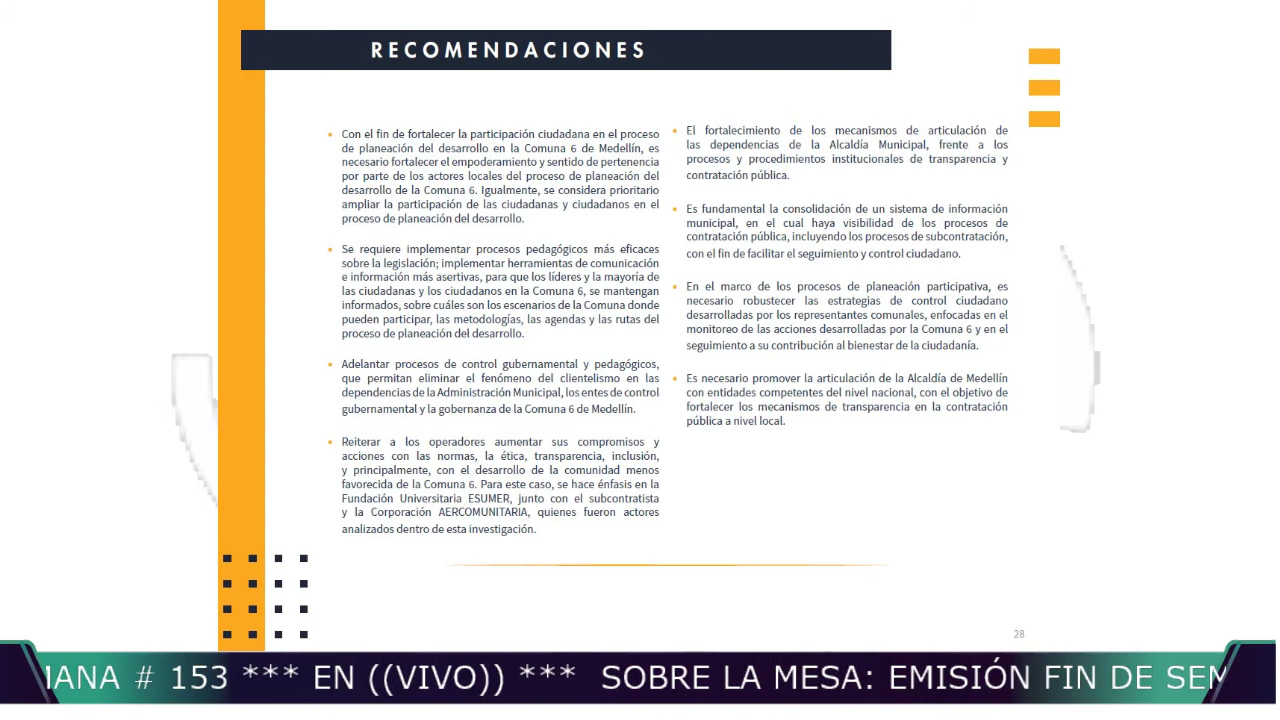 RECOMENDACIONES
• Con el fin de fortalecer la participación ciudadana en el proceso
de planeación del desarrollo en la Comuna 6 de Medellín, es
necesario fortalecer el empoderamiento y sentido de pertenencia
por parte de los actores locales del proceso de planeación del
desarrollo de la Comuna 6. Igualmente, se considera prioritario
ampliar la participación de las ciudadanas y ciudadanos en el
proceso de planeación del desarrollo.
• Se requiere implementar procesos pedagógicos más eficaces
sobre la legislación; implementar herramientas de comunicación
e información más asertivas, para que los líderes y la mayoría de
las ciudadanas y los ciudadanos en la Comuna 6, se mantengan
informados, sobre cuáles son los escenarios de la Comuna donde
pueden participar, las metodologías, las agendas y las rutas del
proceso de planeación del desarrollo.
• Adelantar procesos de control gubernamental y pedagógicos,
que permitan eliminar el fenómeno del clientelismo en las
dependencias de la Administración Municipal, los entes de control
gubernamental y la gobernanza de la Comuna 6 de Medellín.
• Reiterar a los operadores aumentar sus compromisos y
acciones con las normas, la ética, transparencia, inclusión,
y principalmente, con el desarrollo de la comunidad menos
favorecida de la Comuna 6. Para este caso, se hace énfasis en la
Fundación Universitaria ESUMER, junto con el subcontratista
y la Corporación AERCOMUNITARIA, quienes fueron actores
analizados dentro de esta investigación.
• El fortalecimiento de los mecanismos de articulación de
las dependencias de la Alcaldía Municipal, frente a los
procesos y procedimientos institucionales de transparencia y
contratación pública.
• Es fundamental la consolidación de un sistema de información
municipal, en el cual haya visibilidad de los procesos de
contratación pública, incluyendo los procesos de subcontratación,
con el fin de facilitar el seguimiento y control ciudadano.
• En el marco de los procesos de planeación participativa, es
necesario robustecer las estrategias de control ciudadano
desarrolladas por los representantes comunales, enfocadas en el
monitoreo de las acciones desarrolladas por la Comuna 6 y en el
seguimiento a su contribución al bienestar de la ciudadanía.
• Es necesario promover la articulación de la Alcaldía de Medellín
con entidades competentes del nivel nacional, con el objetivo de
fortalecer los mecanismos de transparencia en la contratación
pública a nivel local.
28
ANA # 153 *** EN ((VIVO)) *** SOBRE LA MESA: EMISIÓN FIN DE SEM